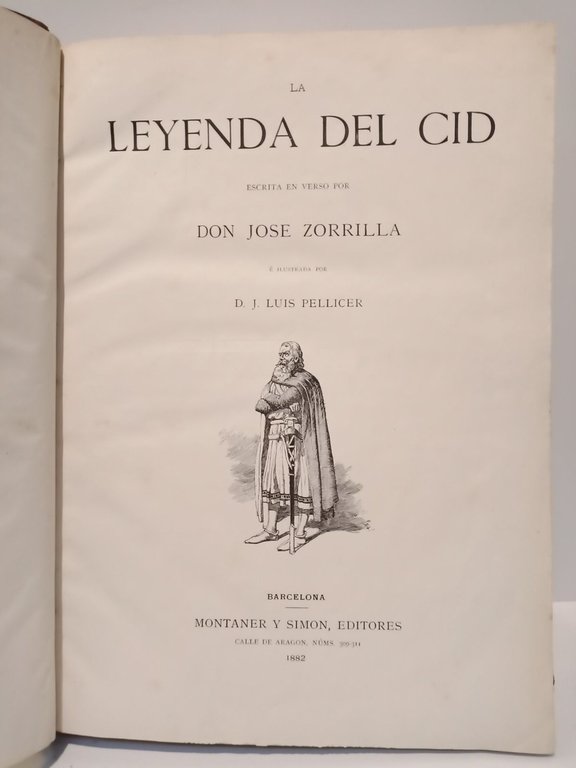 LA
LEYENDA DEL CID
ESCRITA EN VERSO POR
DON JOSE ZORRILLA
É ILUSTRADA POR
D. J. LUIS PELLICER
BARCELONA
MONTANER Y SIMON, EDITORES
CALLE DE ARAGON, NÚMS. 309-311
1882